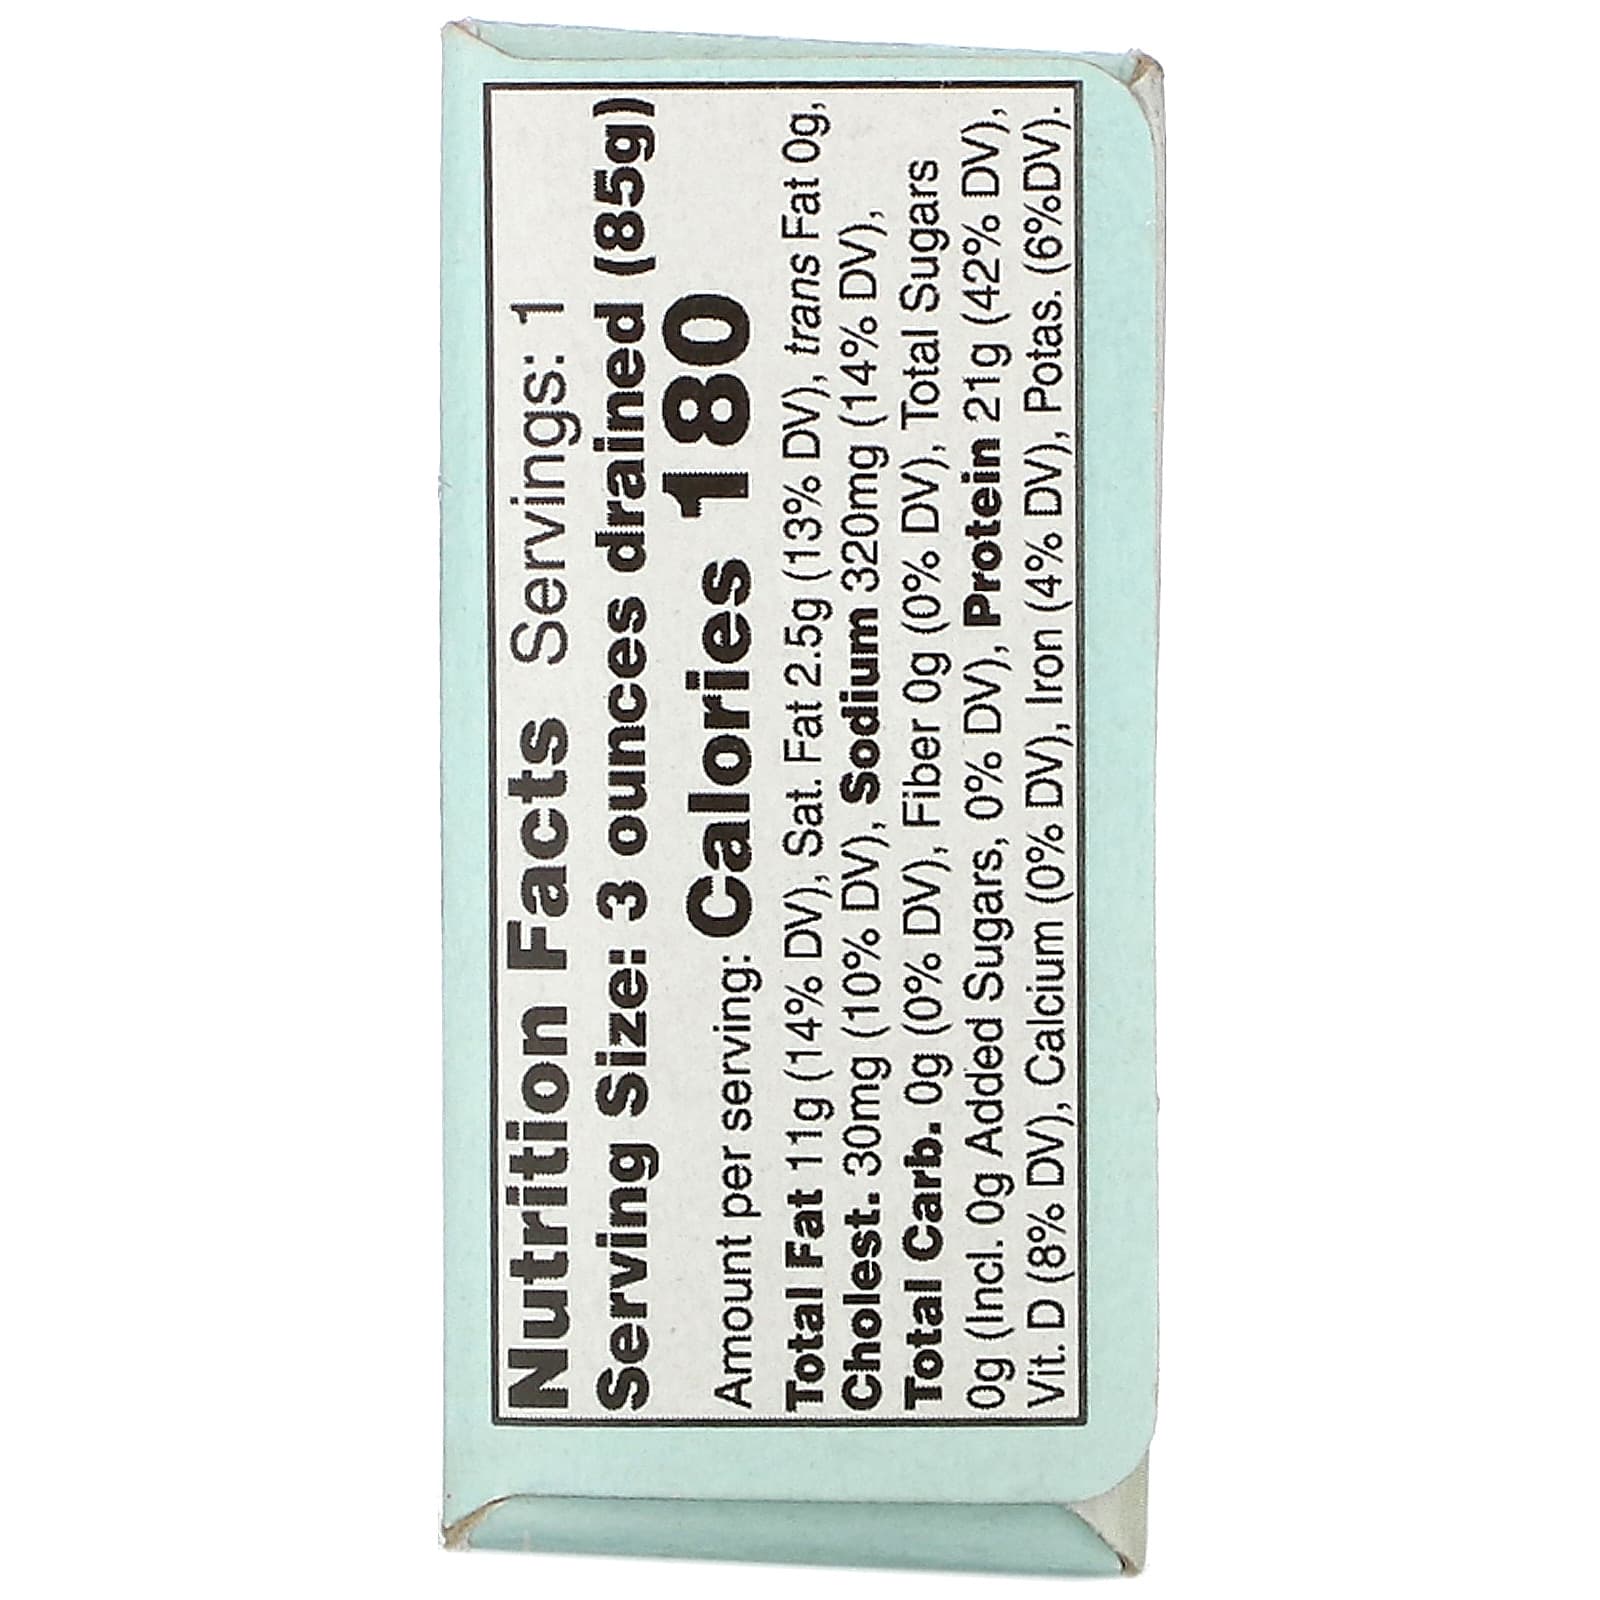 Nutrition Facts Servings: 1
Serving Size: 3 ounces drained (85g)
Amount per serving: Calories 180
Total Fat 11g (14% DV), Sat. Fat 2.5g (13% DV), trans Fat 0g,
Cholest. 30mg (10% DV), Sodium 320mg (14% DV),
Total Carb. 0g (0% DV), Fiber 0g (0% DV), Total Sugars
0g (Incl. 0g Added Sugars, 0% DV), Protein 21g (42% DV),
Vit. D (8% DV), Calcium (0% DV), Iron (4% DV), Potas. (6%DV).